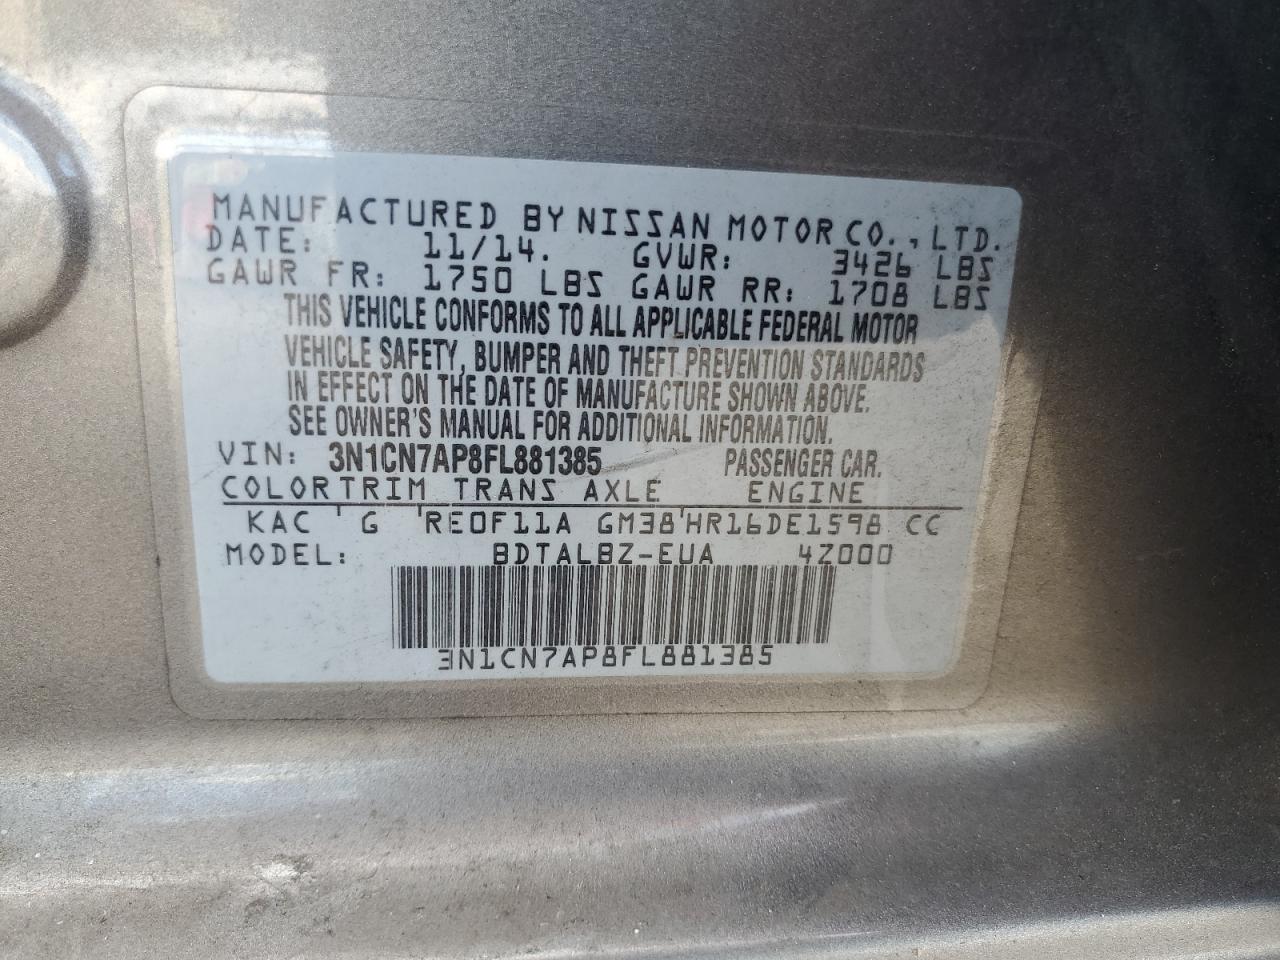 MANUFACTURED BY NISSAN MOTOR CO., LTD.
DATE: 11/14. GVWR: 3426 LBS
GAWR FR: 1750 LBS GAWR RR: 1708 LBS
THIS VEHICLE CONFORMS TO ALL APPLICABLE FEDERAL MOTOR
VEHICLE SAFETY, BUMPER AND THEFT PREVENTION STANDARDS
IN EFFECT ON THE DATE OF MANUFACTURE SHOWN ABOVE.
SEE OWNER'S MANUAL FOR ADDITIONAL INFORMATION.
VIN: 3N1CN7AP8FL881385 PASSENGER CAR.
COLOR TRIM TRANS AXLE ENGINE
KAC G RE0F11A GM38 HR16DE1598 CC
MODEL: BDTALBZ-EUA 4Z000
3N1CN7AP8FL881385